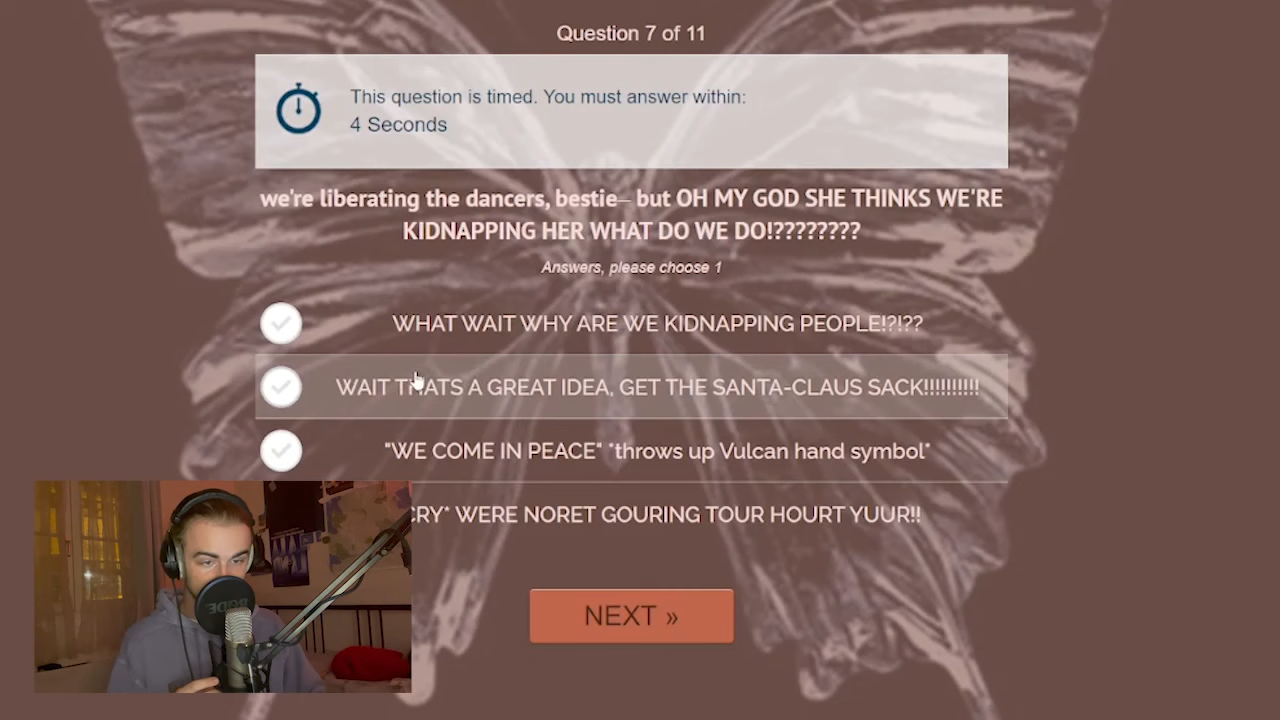 Question 7 of 11
This question is timed. You must answer within:
4 Seconds
we're liberating the dancers, bestie— but OH MY GOD SHE THINKS WE'RE
KIDNAPPING HER WHAT DO WE DO!????????
Answers, please choose 1
WHAT WAIT WHY ARE WE KIDNAPPING PEOPLE!?!??
WAIT THATS A GREAT IDEA, GET THE SANTA-CLAUS SACK!!!!!!!!!!
"WE COME IN PEACE" *throws up Vulcan hand symbol*
CRY* WERE NORET GOURING TOUR HOURT YUUR!!
RODE
NEXT »